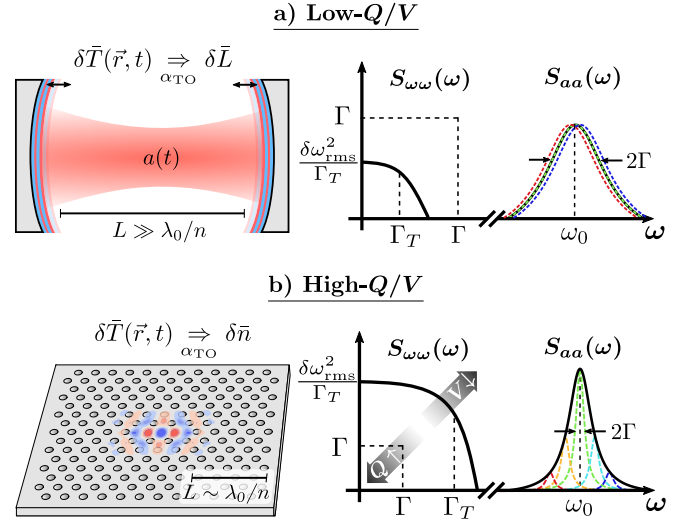 a) Low-Q/V
δT̄(r⃗, t) ⇒ δL̄
α_TO
a(t)
L ≫ λ₀/n
S_ωω(ω)
Γ
δω²_rms
Γ_T
Γ_T Γ
S_aa(ω)
2Γ
ω₀
ω
b) High-Q/V
δT̄(r⃗, t) ⇒ δn̄
α_TO
L ∼ λ₀/n
S_ωω(ω)
δω²_rms
Γ_T
Γ
V↓
Q↑
Γ Γ_T
S_aa(ω)
2Γ
ω₀
ω